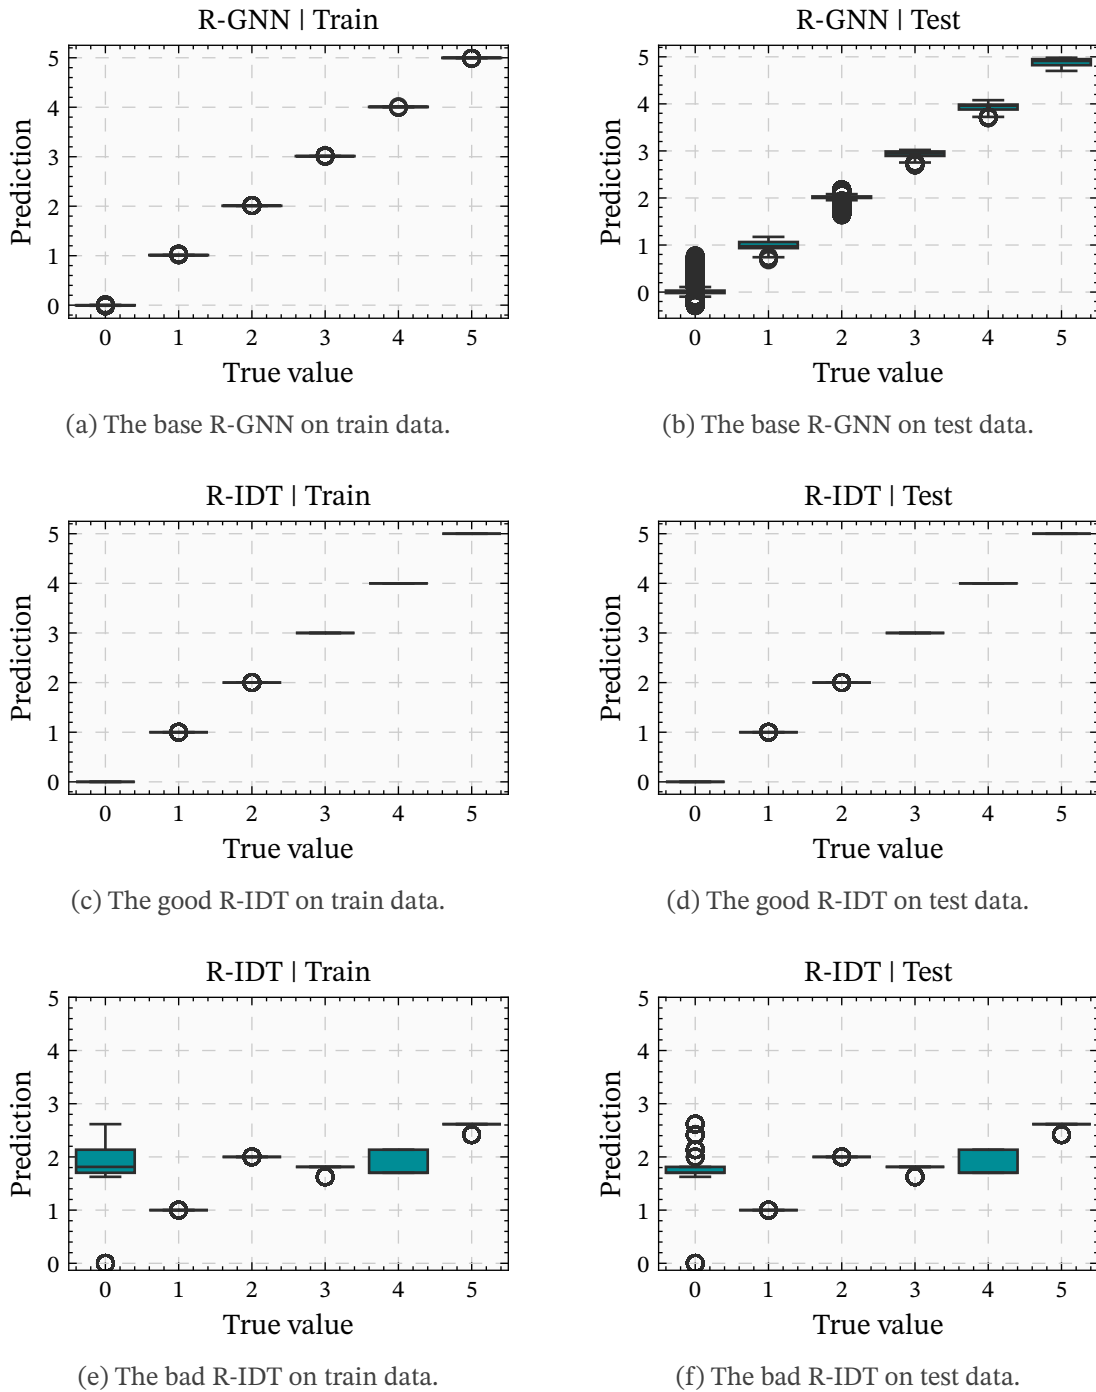 R-GNN | Train
Prediction
5
4
3
2
1
0
0 1 2 3 4 5
True value
(a) The base R-GNN on train data.
R-GNN | Test
Prediction
5
4
3
2
1
0
0 1 2 3 4 5
True value
(b) The base R-GNN on test data.
R-IDT | Train
Prediction
5
4
3
2
1
0
0 1 2 3 4 5
True value
(c) The good R-IDT on train data.
R-IDT | Test
Prediction
5
4
3
2
1
0
0 1 2 3 4 5
True value
(d) The good R-IDT on test data.
R-IDT | Train
Prediction
5
4
3
2
1
0
0 1 2 3 4 5
True value
(e) The bad R-IDT on train data.
R-IDT | Test
Prediction
5
4
3
2
1
0
0 1 2 3 4 5
True value
(f) The bad R-IDT on test data.